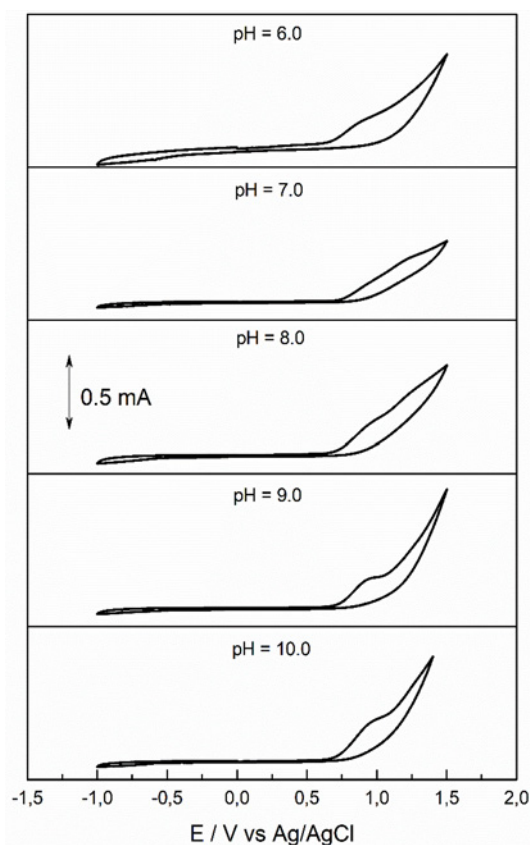 pH = 6.0
pH = 7.0
pH = 8.0
0.5 mA
pH = 9.0
pH = 10.0
-1,5 -1,0 -0,5 0,0 0,5 1,0 1,5 2,0
E / V vs Ag/AgCl